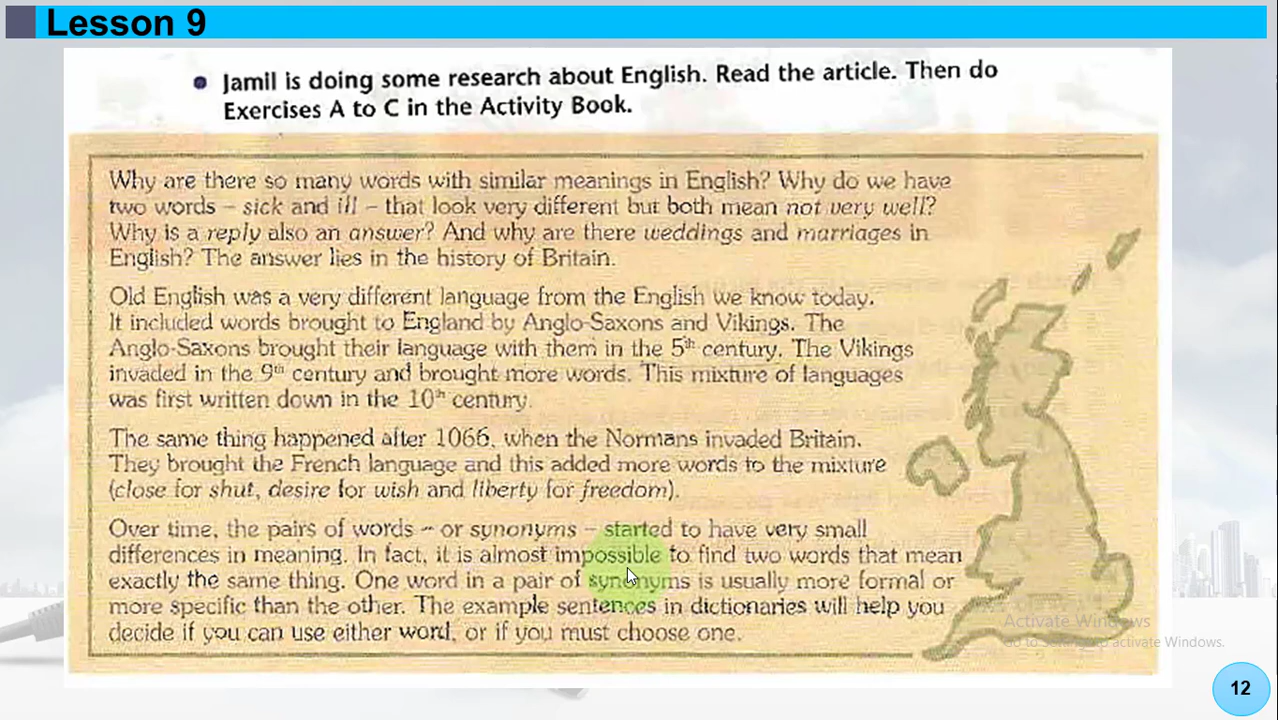 Lesson 9
Jamil is doing some research about English. Read the article. Then do
Exercises A to C in the Activity Book.
Why are there so many words with similar meanings in English? Why do we have
two words – sick and ill – that look very different but both mean not very well?
Why is a reply also an answer? And why are there weddings and marriages in
English? The answer lies in the history of Britain.
Old English was a very different language from the English we know today.
It included words brought to England by Anglo-Saxons and Vikings. The
Anglo-Saxons brought their language with them in the 5th century. The Vikings
invaded in the 9th century and brought more words. This mixture of languages
was first written down in the 10th century.
The same thing happened after 1066, when the Normans invaded Britain.
They brought the French language and this added more words to the mixture
(close for shut, desire for wish and liberty for freedom).
Over time, the pairs of words – or synonyms – started to have very small
differences in meaning. In fact, it is almost impossible to find two words that mean
exactly the same thing. One word in a pair of synonyms is usually more formal or
more specific than the other. The example sentences in dictionaries will help you
decide if you can use either word, or if you must choose one.
Activate Windows
Go to Settings to activate Windows.
12